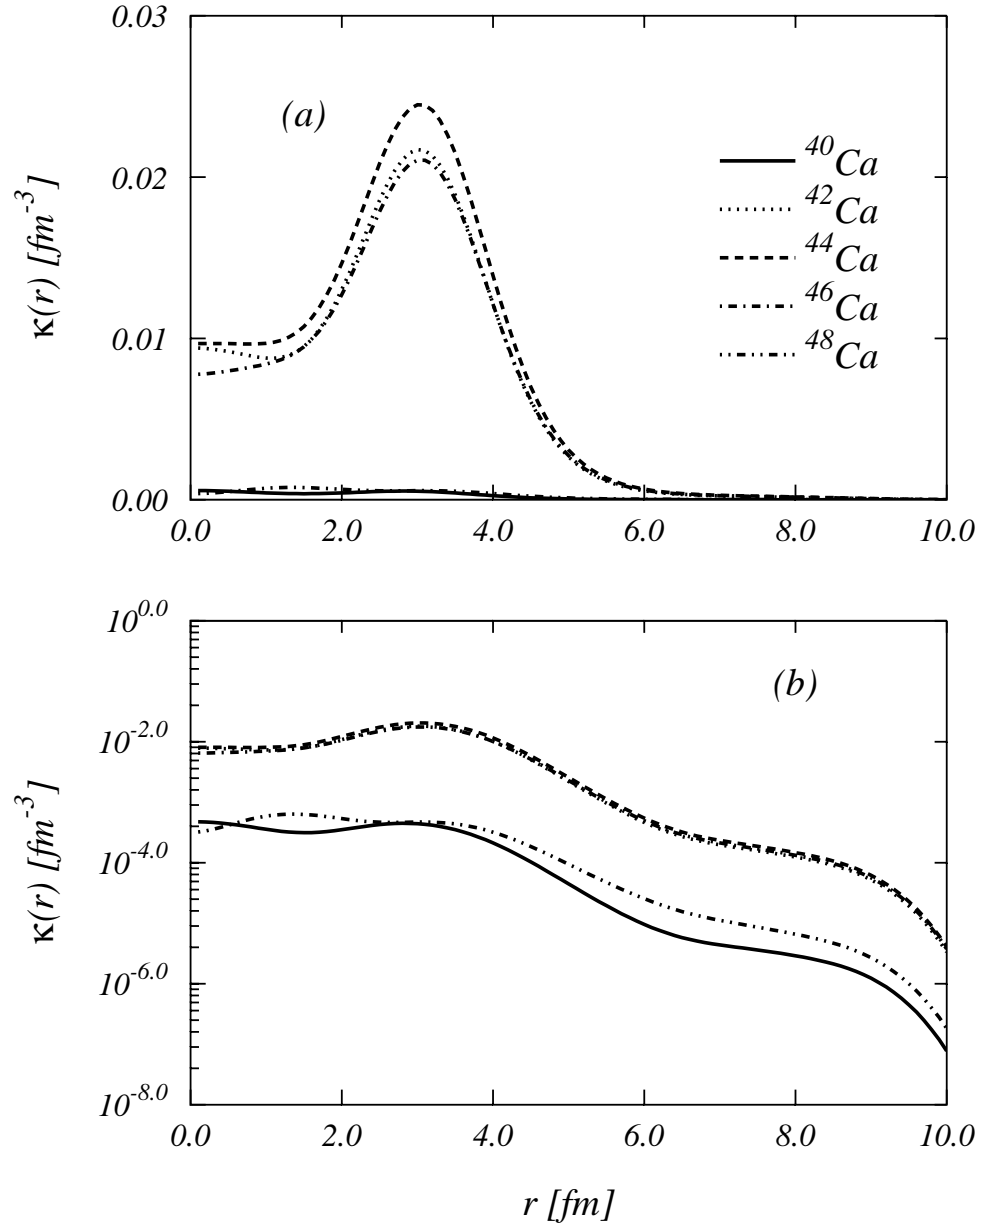 0.03
(a)
0.02
0.01
0.00
κ(r) [fm⁻³]
⁴⁰Ca
⁴²Ca
⁴⁴Ca
⁴⁶Ca
⁴⁸Ca
0.0 2.0 4.0 6.0 8.0 10.0
10⁰·⁰
(b)
10⁻²·⁰
10⁻⁴·⁰
10⁻⁶·⁰
10⁻⁸·⁰
κ(r) [fm⁻³]
0.0 2.0 4.0 6.0 8.0 10.0
r [fm]